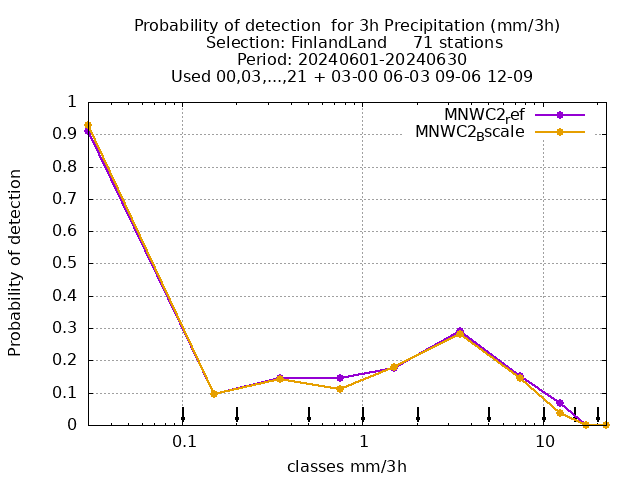 Probability of detection  for 3h Precipitation (mm/3h)
Selection: FinlandLand     71 stations
Period: 20240601-20240630
Used 00,03,...,21 + 03-00 06-03 09-06 12-09
MNWC2ref
MNWC2Bscale
1
0.9
0.8
0.7
0.6
0.5
0.4
0.3
0.2
0.1
0
Probability of detection
0.1
1
10
classes mm/3h